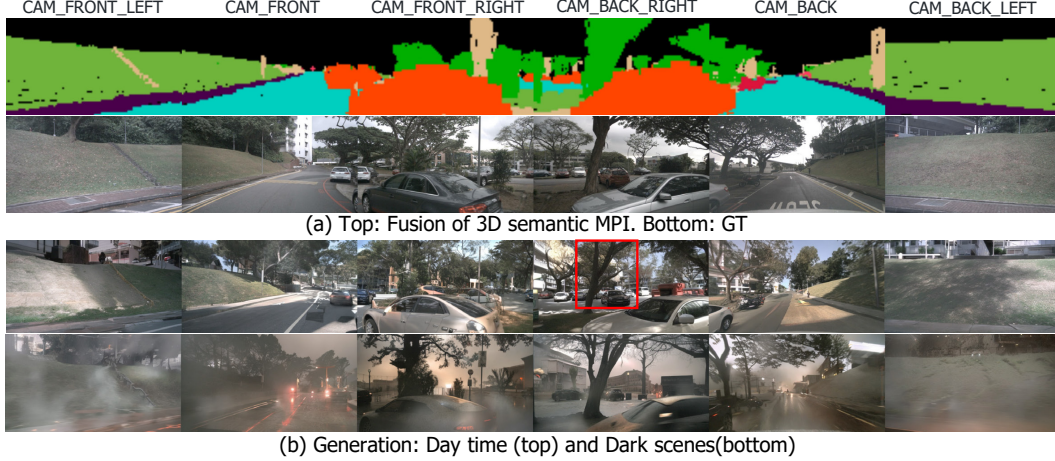 CAM_FRONT_LEFT CAM_FRONT CAM_FRONT_RIGHT CAM_BACK_RIGHT CAM_BACK CAM_BACK_LEFT
(a) Top: Fusion of 3D semantic MPI. Bottom: GT
(b) Generation: Day time (top) and Dark scenes(bottom)